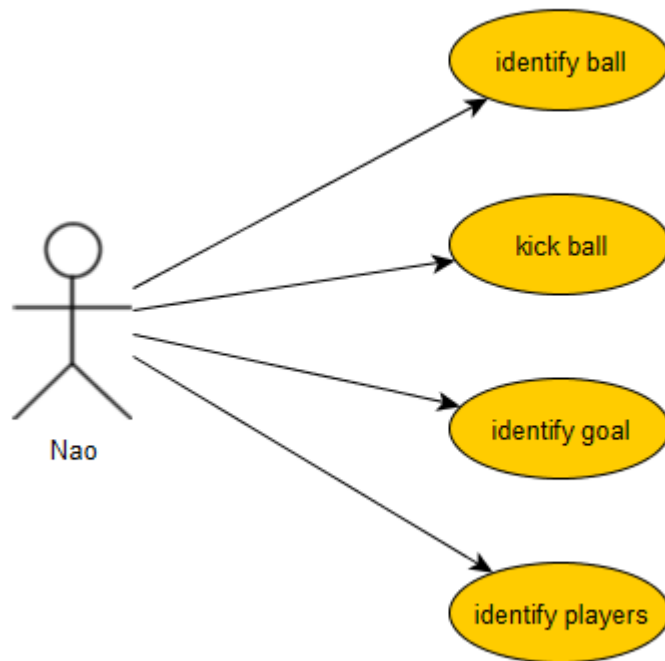 identify ball
kick ball
Nao
identify goal
identify players